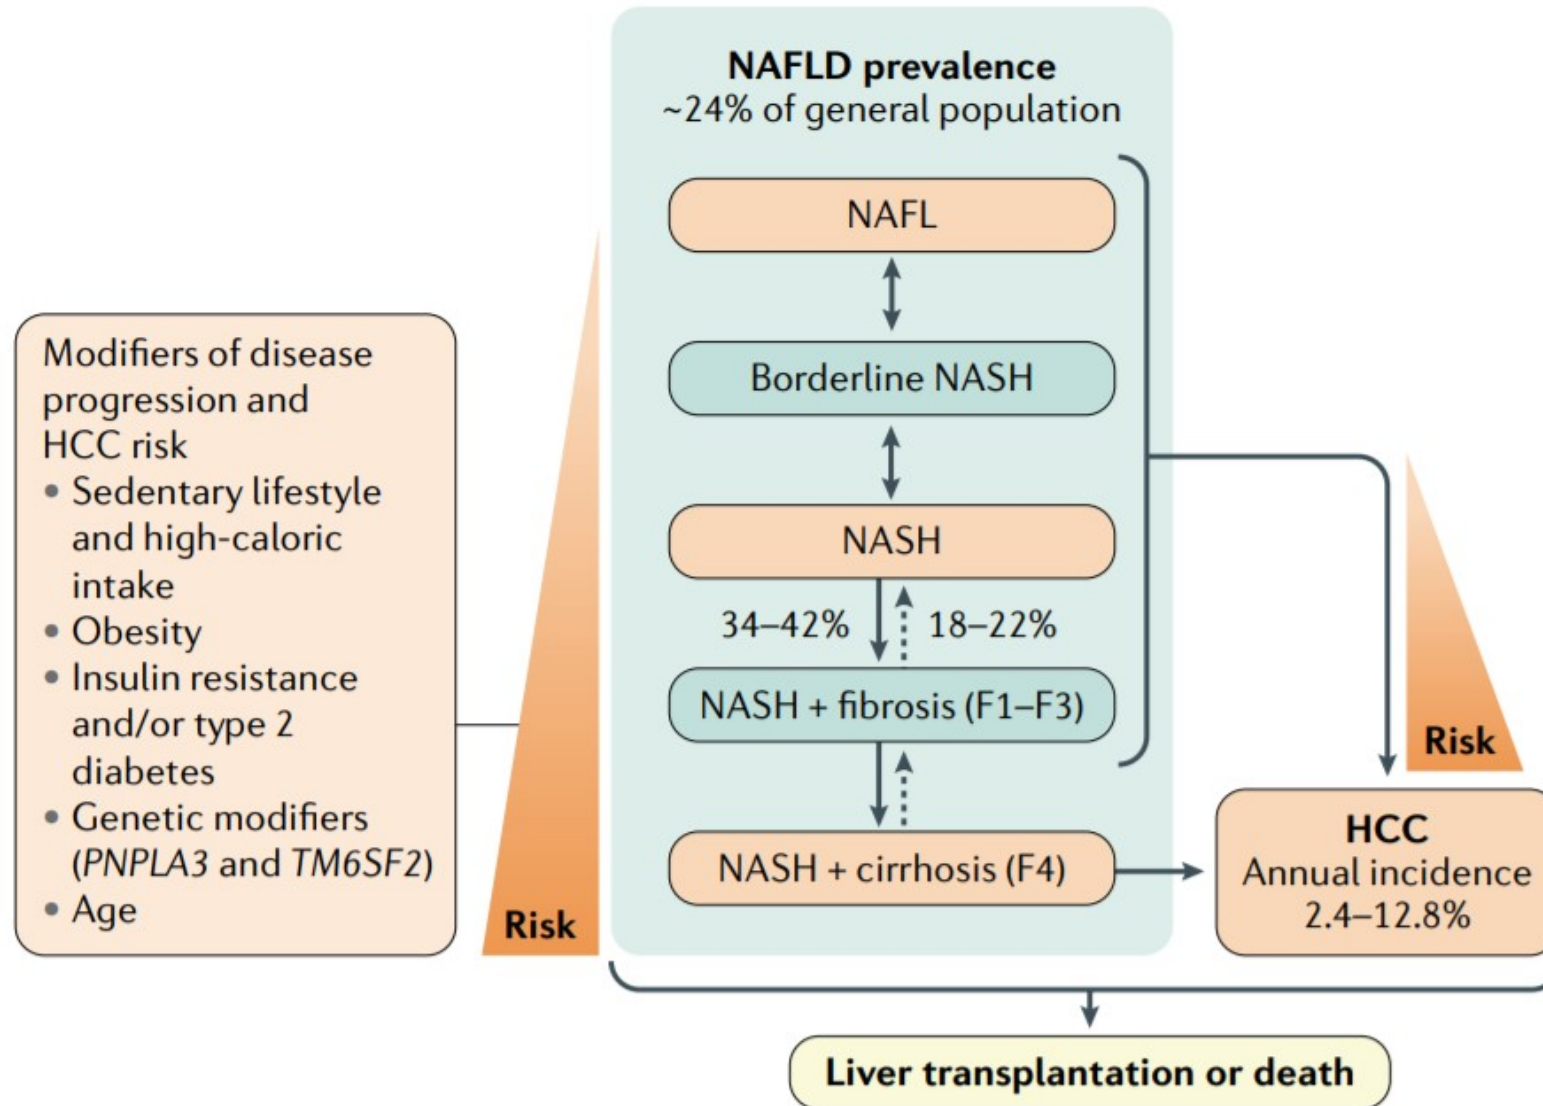 NAFLD prevalence
~24% of general population
NAFL
Borderline NASH
NASH
34–42%
18–22%
NASH + fibrosis (F1–F3)
NASH + cirrhosis (F4)
Modifiers of disease
progression and
HCC risk
• Sedentary lifestyle
and high-caloric
intake
• Obesity
• Insulin resistance
and/or type 2
diabetes
• Genetic modifiers
(PNPLA3 and TM6SF2)
• Age
Risk
Risk
HCC
Annual incidence
2.4–12.8%
Liver transplantation or death